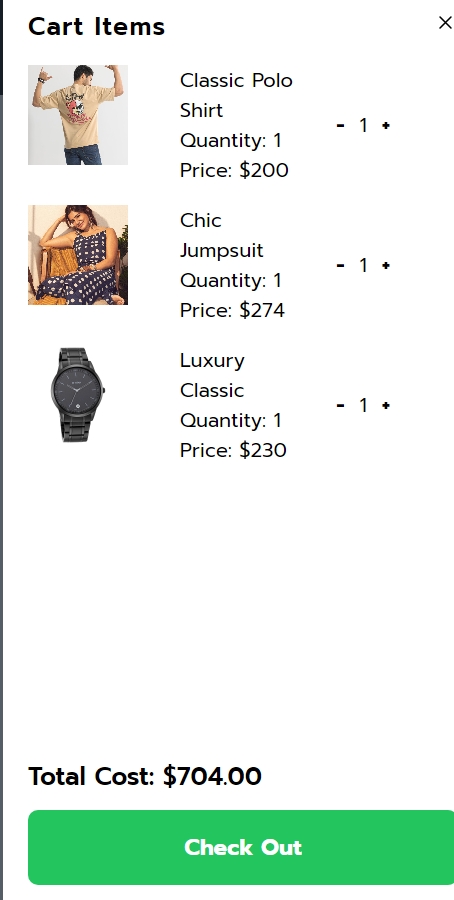 Cart Items
Classic Polo
Shirt
Quantity: 1
Price: $200
- 1 +
Chic
Jumpsuit
Quantity: 1
Price: $274
- 1 +
Luxury
Classic
Quantity: 1
Price: $230
- 1 +
Total Cost: $704.00
Check Out